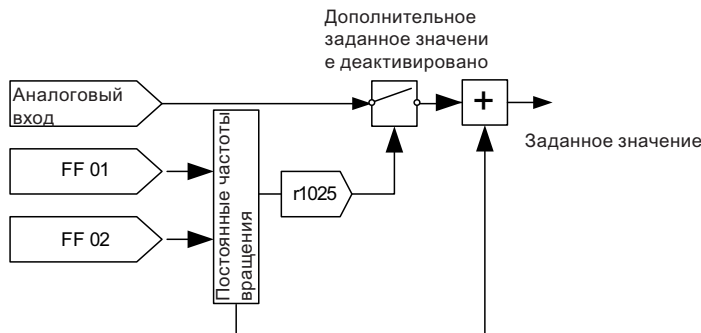 Дополнительное
заданное значени
е деактивировано
Аналоговый
вход
+
Заданное значение
FF 01
Постоянные частоты
вращения
r1025
FF 02